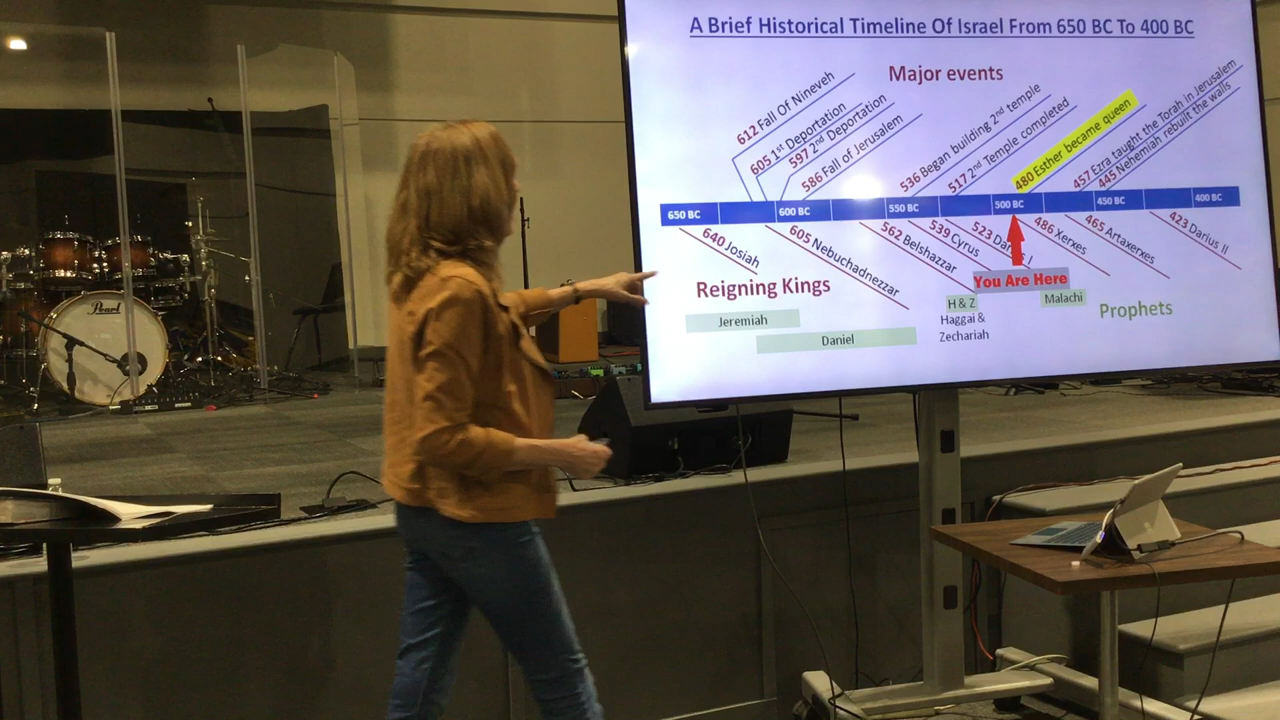 A Brief Historical Timeline Of Israel From 650 BC To 400 BC
Major events
612 Fall Of Nineveh
605 1st Deportation
597 2nd Deportation
586 Fall of Jerusalem
536 Began building 2nd temple
517 2nd Temple completed
480 Esther became queen
457 Ezra taught the Torah in Jerusalem
445 Nehemiah rebuilt the walls
650 BC
600 BC
550 BC
500 BC
450 BC
400 BC
640 Josiah
605 Nebuchadnezzar
562 Belshazzar
539 Cyrus
523
486 Xerxes
465 Artaxerxes
423 Darius II
You Are Here
Reigning Kings
H & Z
Malachi
Prophets
Jeremiah
Haggai &
Zechariah
Daniel
Pearl